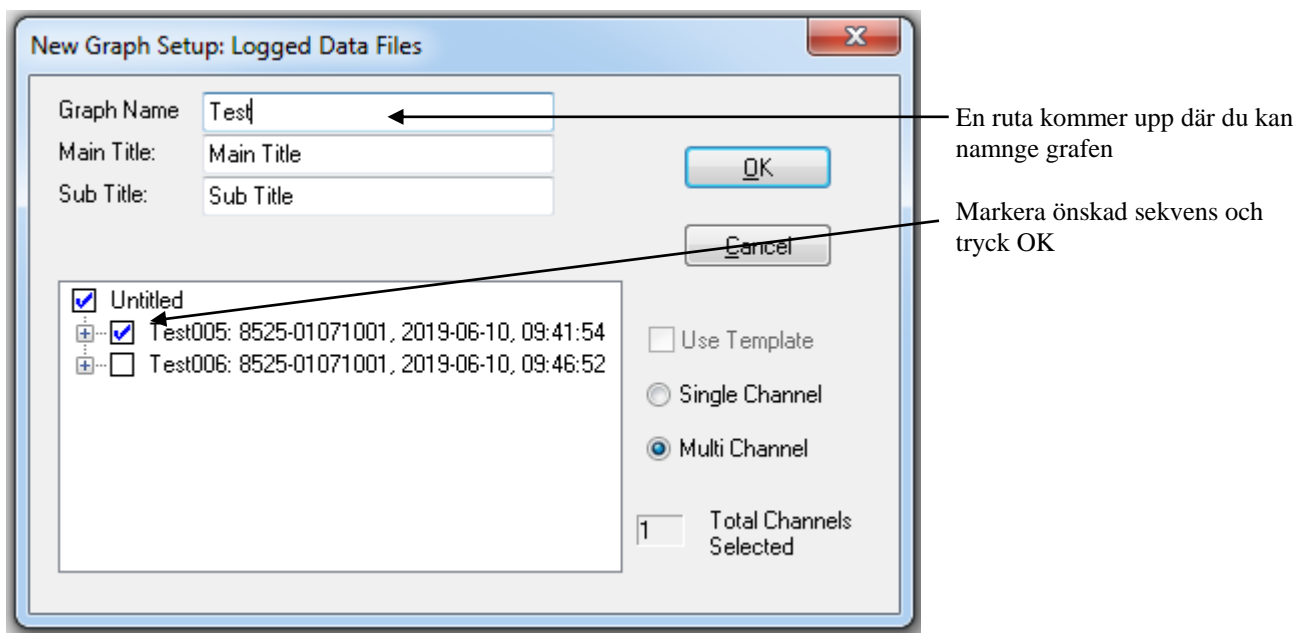 New Graph Setup: Logged Data Files
Graph Name Test
Main Title: Main Title
Sub Title: Sub Title
OK
Cancel
En ruta kommer upp där du kan
namnge grafen
Markera önskad sekvens och
tryck OK
Untitled
Test005: 8525-01071001, 2019-06-10, 09:41:54
Test006: 8525-01071001, 2019-06-10, 09:46:52
Use Template
Single Channel
Multi Channel
1 Total Channels
Selected